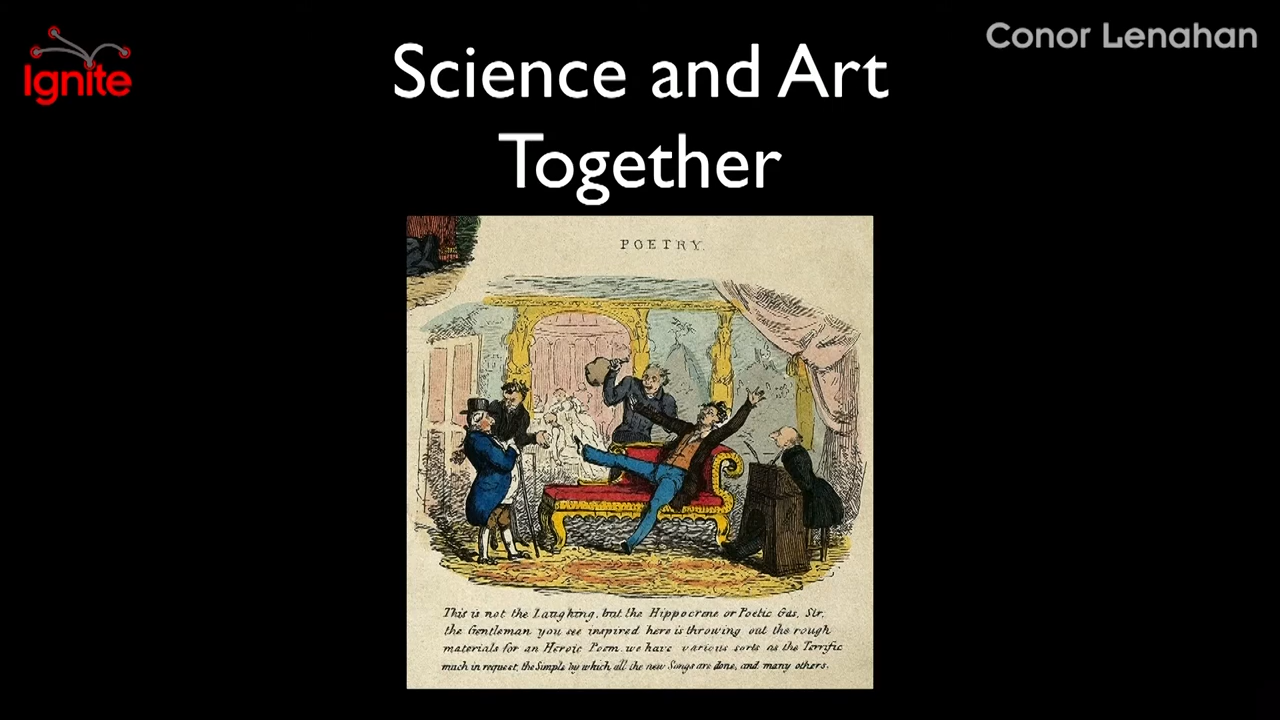 Ignite
Conor Lenahan
Science and Art
Together
POETRY.
This is not the Laughing, but the Hippocrene or Poetic Gas, Sir,
the Gentleman you see inspired here is throwing out the rough
materials for an Heroic Poem. we have various sorts as the Terrific
much in request, the Simple by which all the new Songs are done, and many others.